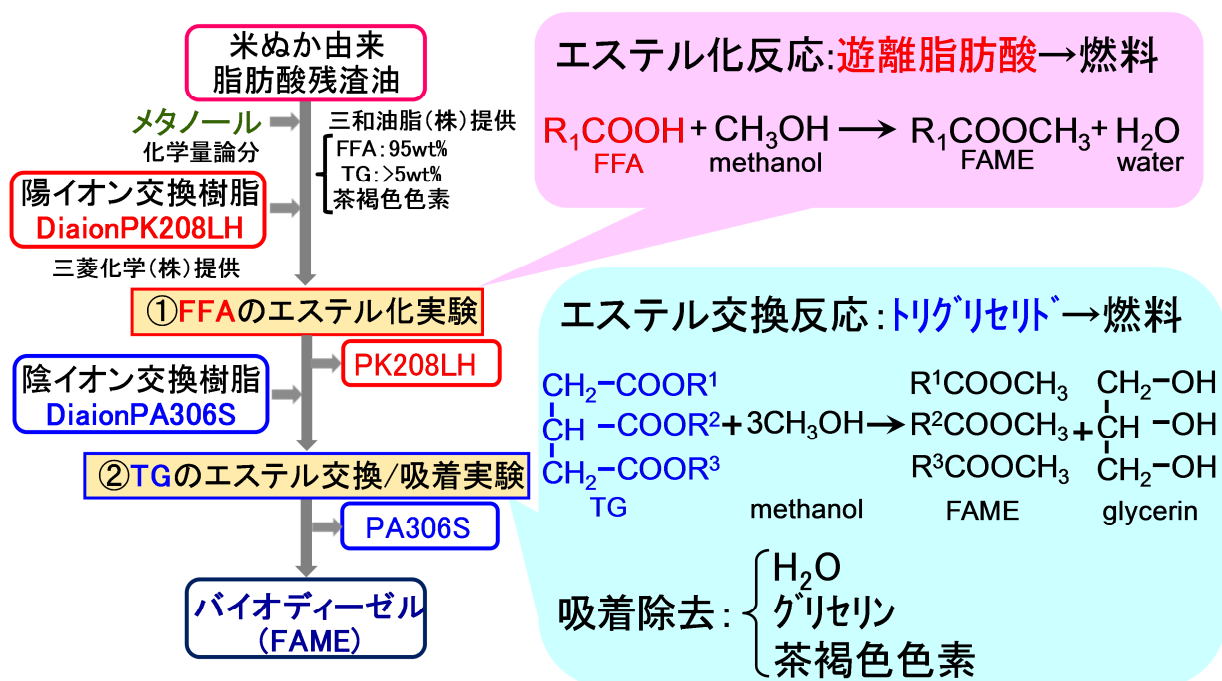 米ぬか由来
脂肪酸残渣油
メタノール
化学量論分
三和油脂(株)提供
FFA:95wt%
TG:>5wt%
茶褐色色素
陽イオン交換樹脂
DiaionPK208LH
三菱化学(株)提供
①FFAのエステル化実験
PK208LH
陰イオン交換樹脂
DiaionPA306S
②TGのエステル交換/吸着実験
PA306S
バイオディーゼル
(FAME)
エステル化反応:遊離脂肪酸→燃料
R₁COOH + CH₃OH → R₁COOCH₃ + H₂O
FFA methanol FAME water
エステル交換反応:ﾄﾘｸﾞﾘｾﾘﾄﾞ→燃料
CH₂−COOR¹ R¹COOCH₃ CH₂−OH
CH −COOR² + 3CH₃OH → R²COOCH₃ + CH −OH
CH₂−COOR³ R³COOCH₃ CH₂−OH
TG methanol FAME glycerin
吸着除去:
H₂O
ｸﾞﾘｾﾘﾝ
茶褐色色素